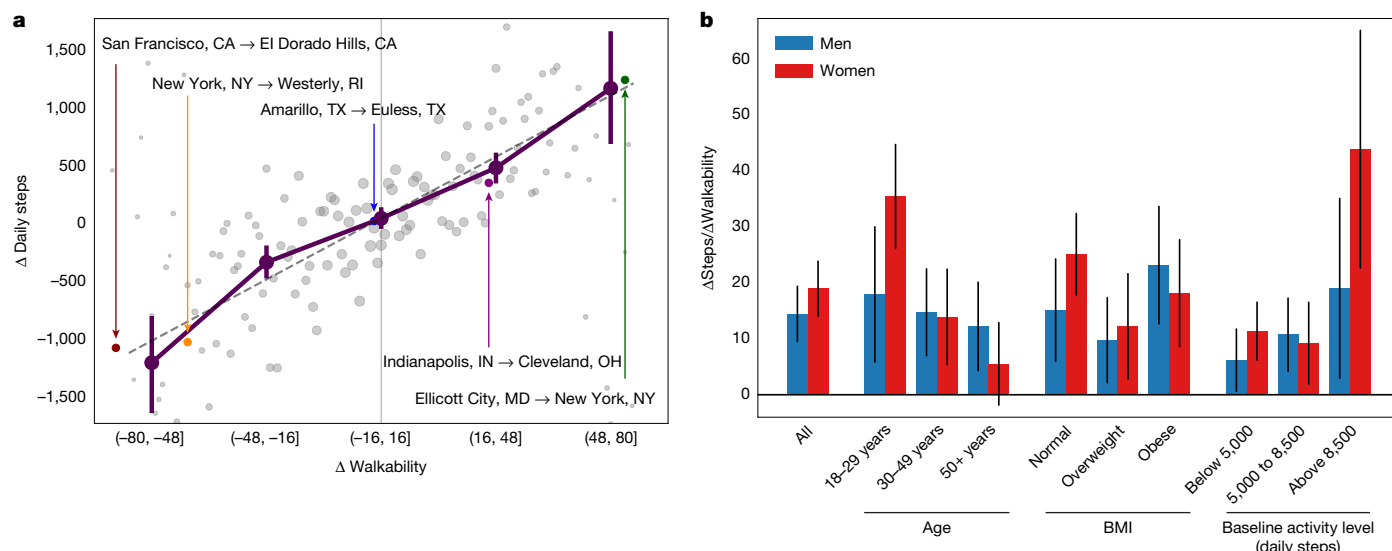 a
1,500
1,000
500
0
−500
−1,000
−1,500
Δ Daily steps
San Francisco, CA → El Dorado Hills, CA
New York, NY → Westerly, RI
Amarillo, TX → Euless, TX
Indianapolis, IN → Cleveland, OH
Ellicott City, MD → New York, NY
(−80, −48]
(−48, −16]
(−16, 16]
(16, 48]
(48, 80]
Δ Walkability
b
60
50
40
30
20
10
0
ΔSteps/ΔWalkability
Men
Women
All
18–29 years
30–49 years
50+ years
Normal
Overweight
Obese
Below 5,000
5,000 to 8,500
Above 8,500
Age
BMI
Baseline activity level
(daily steps)